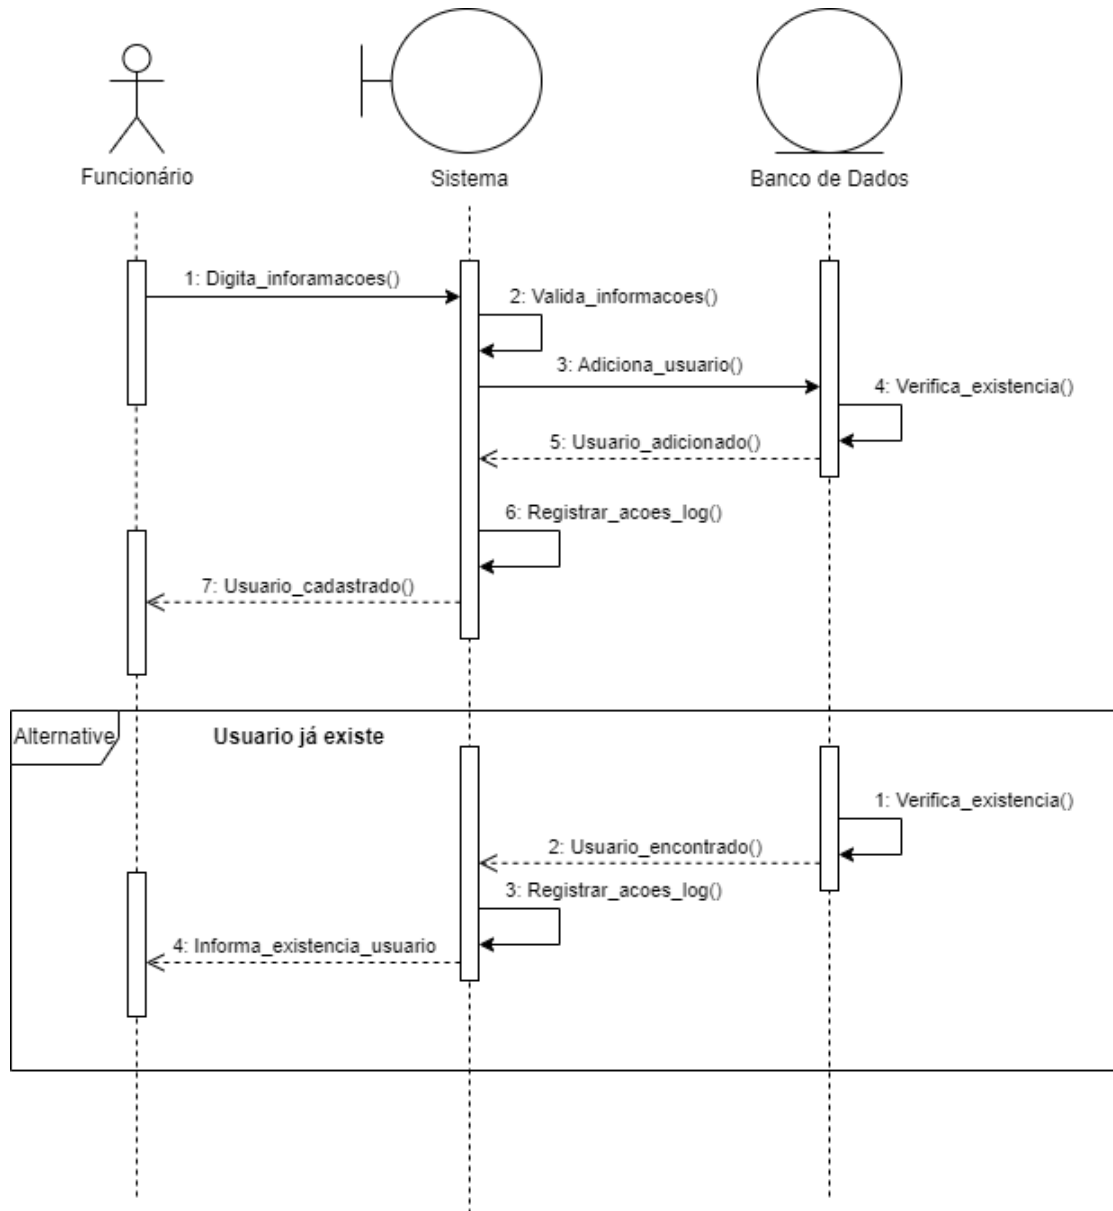 Funcionário
Sistema
Banco de Dados
1: Digita_inforamacoes()
2: Valida_informacoes()
3: Adiciona_usuario()
4: Verifica_existencia()
5: Usuario_adicionado()
6: Registrar_acoes_log()
7: Usuario_cadastrado()
Alternative
Usuario já existe
1: Verifica_existencia()
2: Usuario_encontrado()
3: Registrar_acoes_log()
4: Informa_existencia_usuario